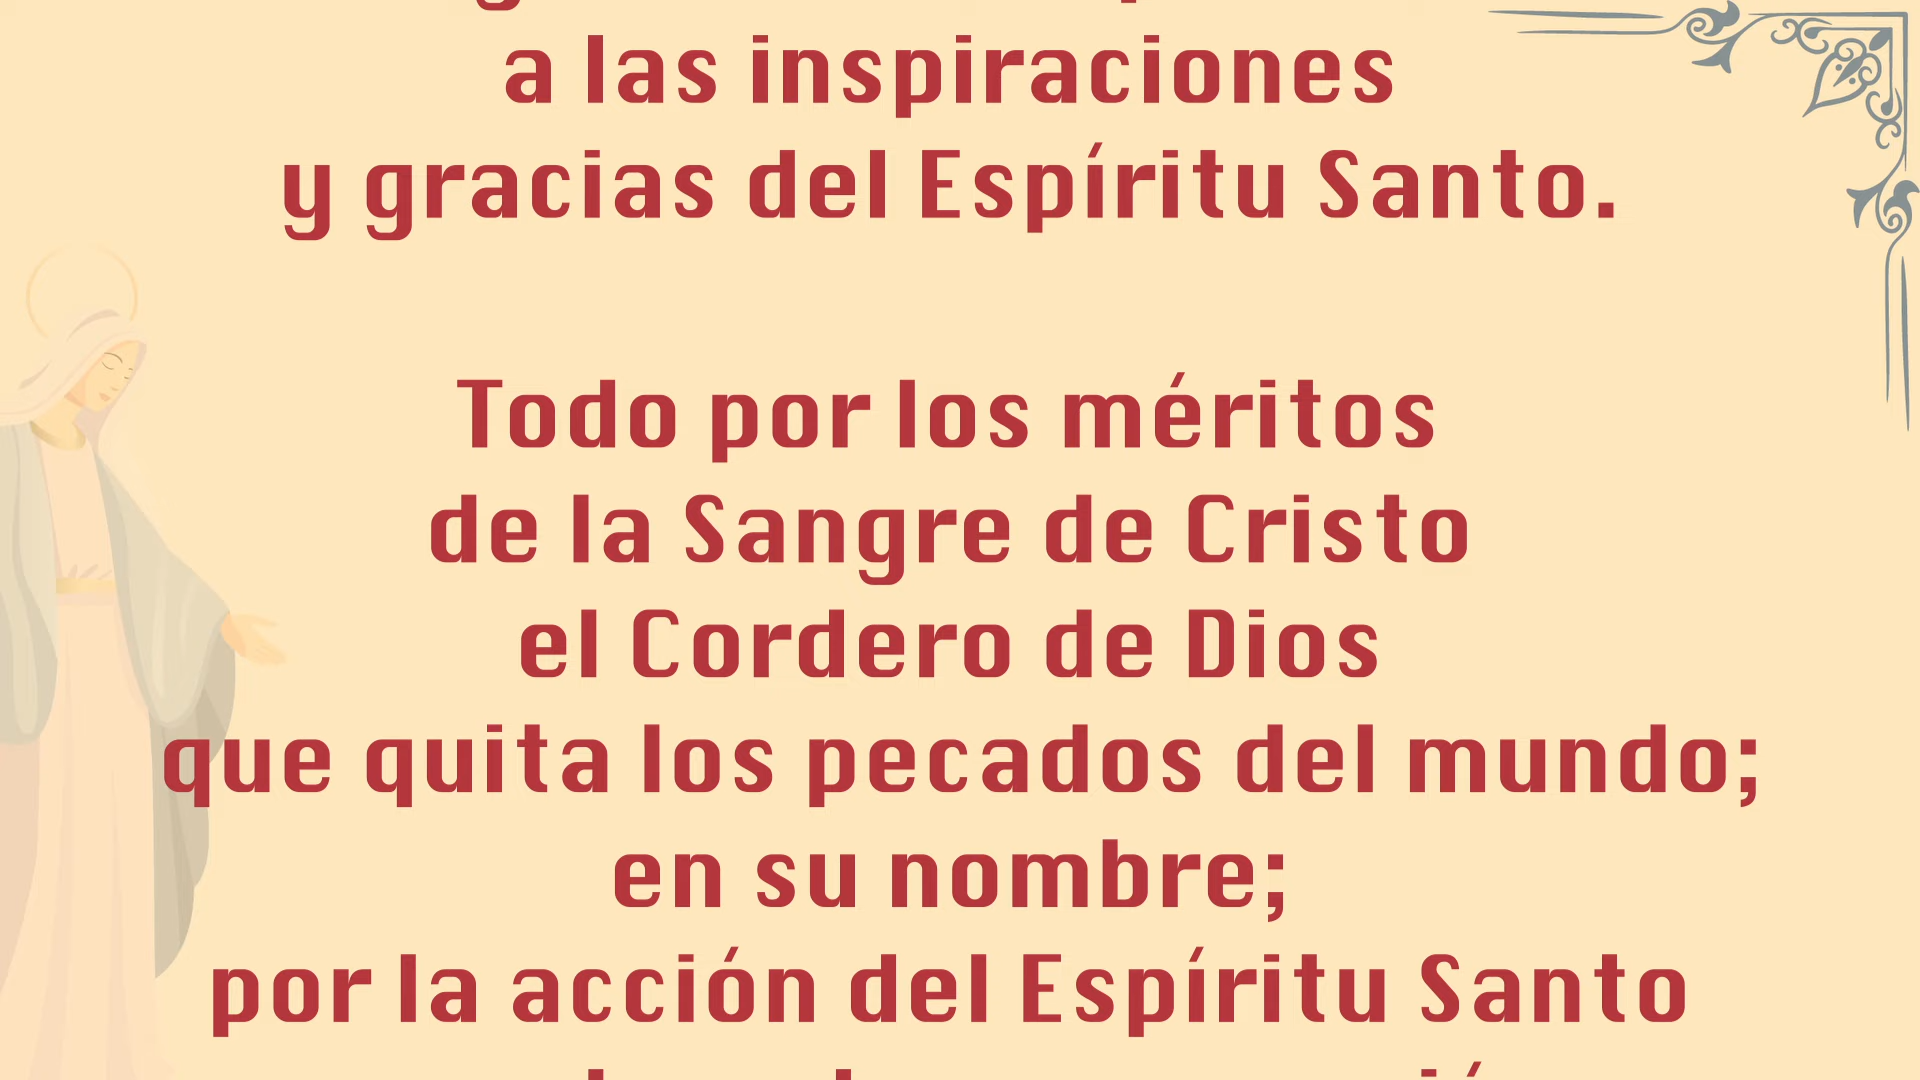 a las inspiraciones
y gracias del Espíritu Santo.
Todo por los méritos
de la Sangre de Cristo
el Cordero de Dios
que quita los pecados del mundo;
en su nombre;
por la acción del Espíritu Santo